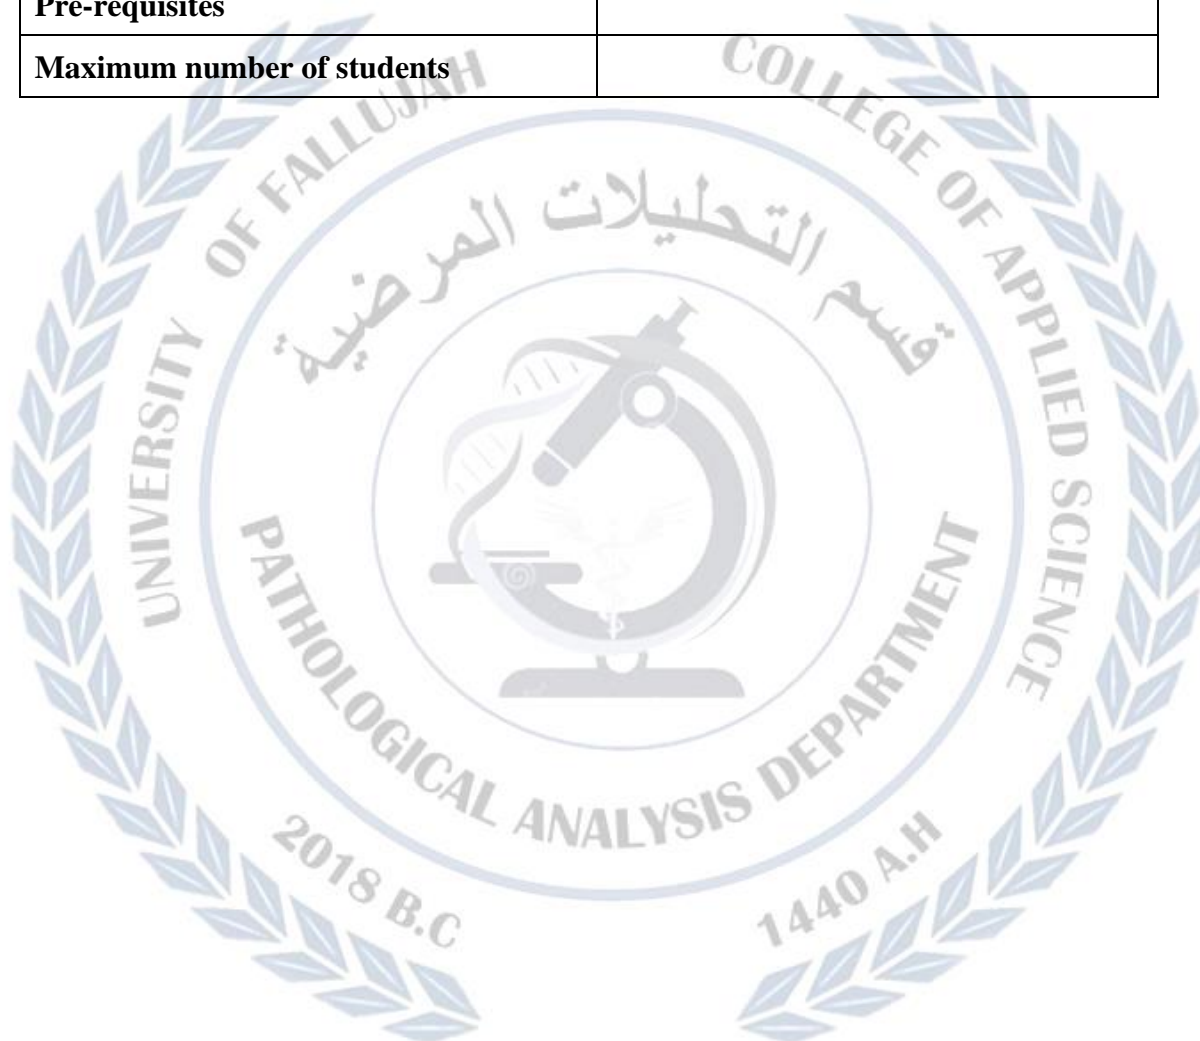 Pre-requisites
Maximum number of students
UNIVERSITY OF FALLUJAH
COLLEGE OF APPLIED SCIENCE
قسم التحليلات المرضية
PATHOLOGICAL ANALYSIS DEPARTMENT
2018 B.C
1440 A.H